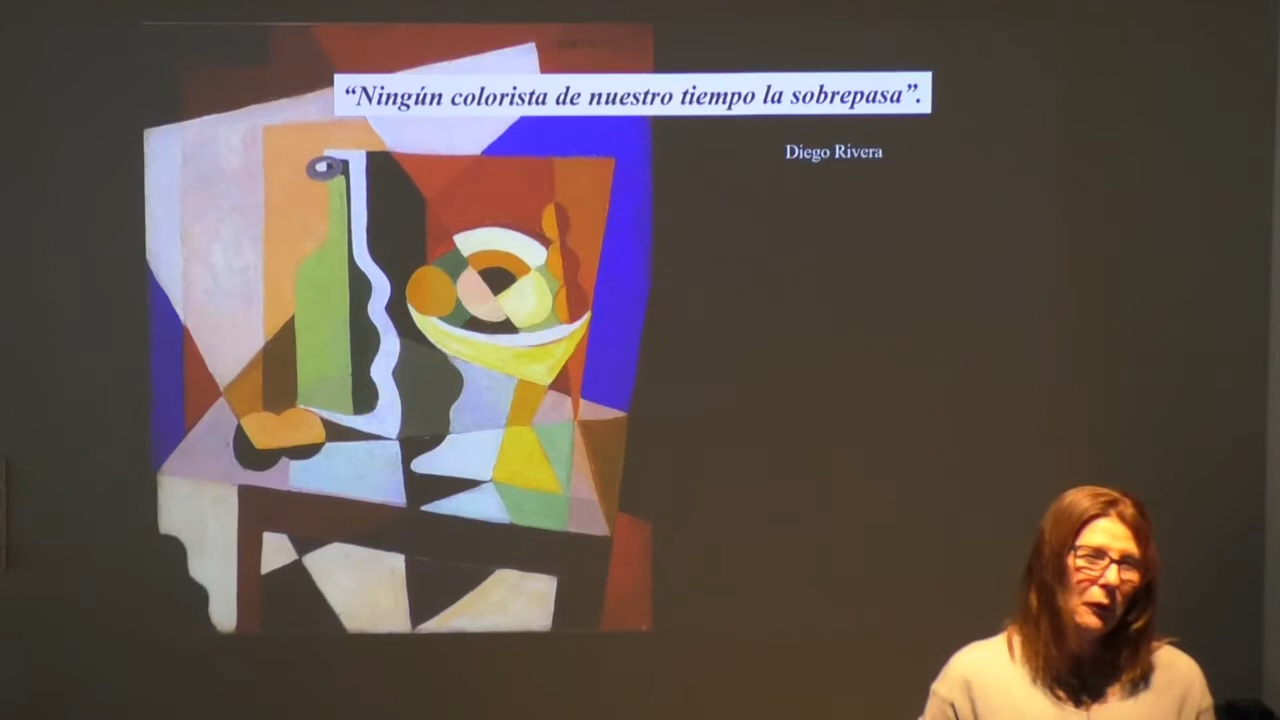 “Ningún colorista de nuestro tiempo la sobrepasa”.
Diego Rivera